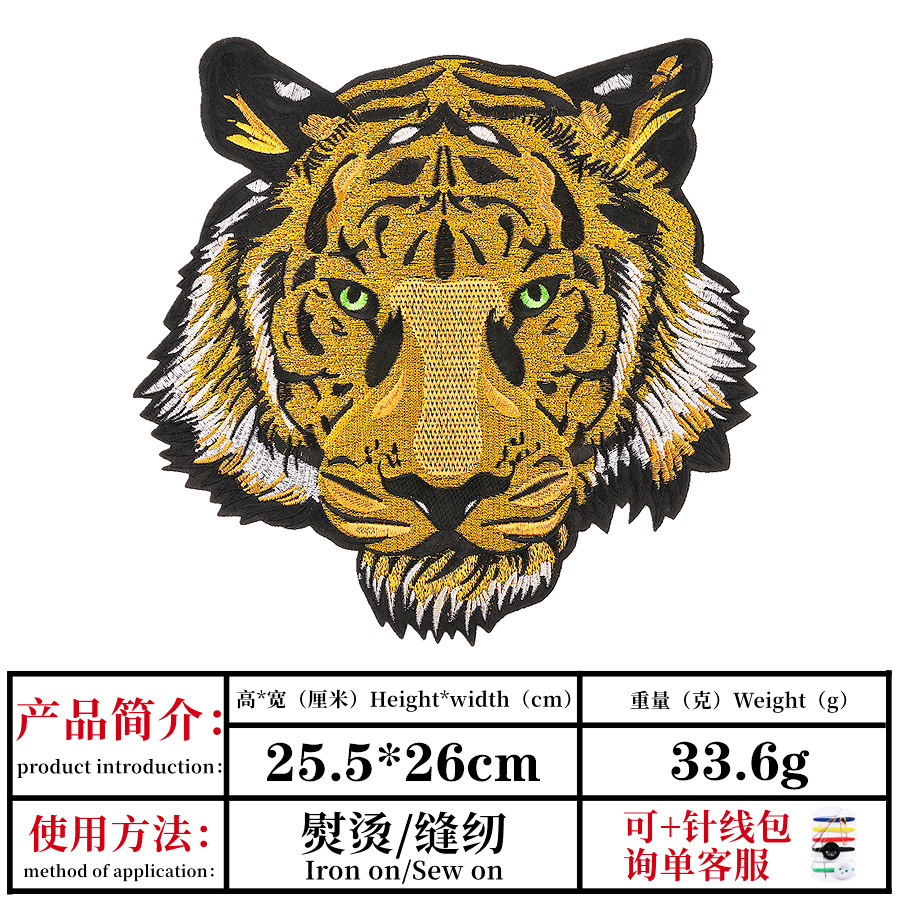 产品简介：
product introduction：
高*宽（厘米）Height*width（cm）
25.5*26cm
重量（克）Weight（g）
33.6g
使用方法：
method of application：
熨烫/缝纫
Iron on/Sew on
可+针线包
询单客服